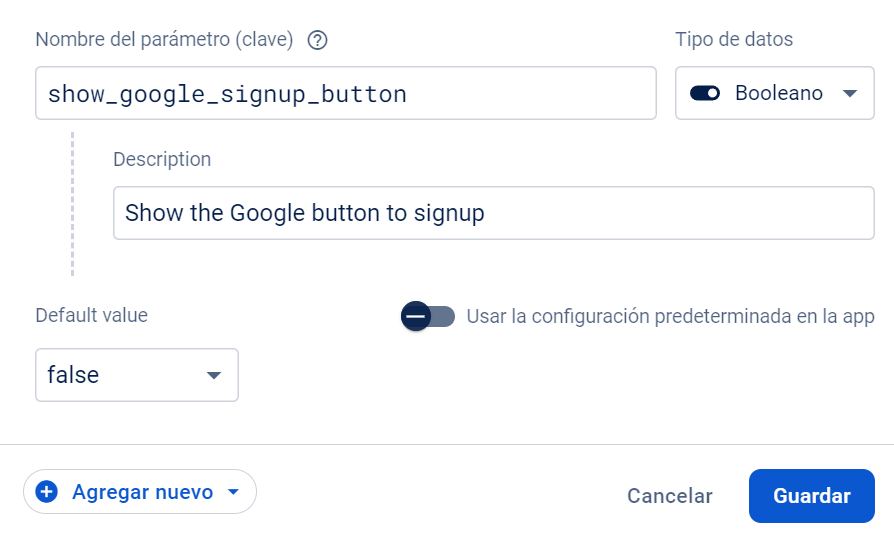 Nombre del parámetro (clave) ?
Tipo de datos
show_google_signup_button
Booleano
Description
Show the Google button to signup
Default value
Usar la configuración predeterminada en la app
false
Agregar nuevo
Cancelar
Guardar